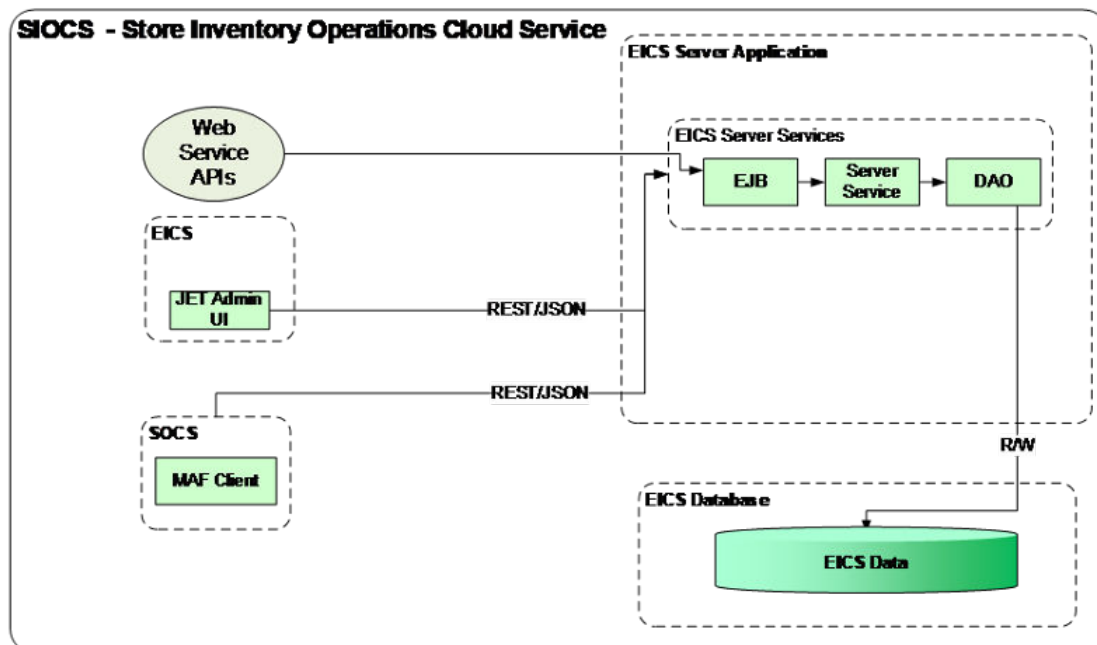 SIOCS - Store Inventory Operations Cloud Service
EICS Server Application
Web
Service
APIs
EICS Server Services
EJB
Server
Service
DAO
EICS
JET Admin
UI
REST/JSON
REST/JSON
SOCS
MAF Client
R/W
EICS Database
EICS Data